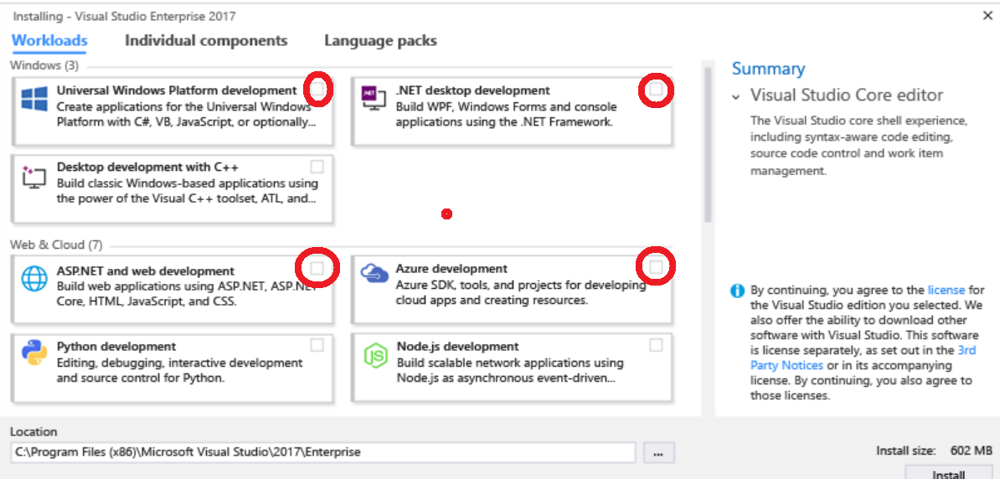 Installing - Visual Studio Enterprise 2017
Workloads Individual components Language packs
Windows (3)
Universal Windows Platform development
Create applications for the Universal Windows
Platform with C#, VB, JavaScript, or optionally...
.NET
.NET desktop development
Build WPF, Windows Forms and console
applications using the .NET Framework.
Desktop development with C++
Build classic Windows-based applications using
the power of the Visual C++ toolset, ATL, and...
Web & Cloud (7)
ASP.NET and web development
Build web applications using ASP.NET, ASP.NET
Core, HTML, JavaScript, and CSS.
Azure development
Azure SDK, tools, and projects for developing
cloud apps and creating resources.
Python development
Editing, debugging, interactive development
and source control for Python.
JS
Node.js development
Build scalable network applications using
Node.js as asynchronous event-driven...
Summary
Visual Studio Core editor
The Visual Studio core shell experience,
including syntax-aware code editing,
source code control and work item
management.
By continuing, you agree to the license for
the Visual Studio edition you selected. We
also offer the ability to download other
software with Visual Studio. This software
is license separately, as set out in the 3rd
Party Notices or in its accompanying
license. By continuing, you also agree to
those licenses.
Location
C:\Program Files (x86)\Microsoft Visual Studio\2017\Enterprise
...
Install size: 602 MB
Install